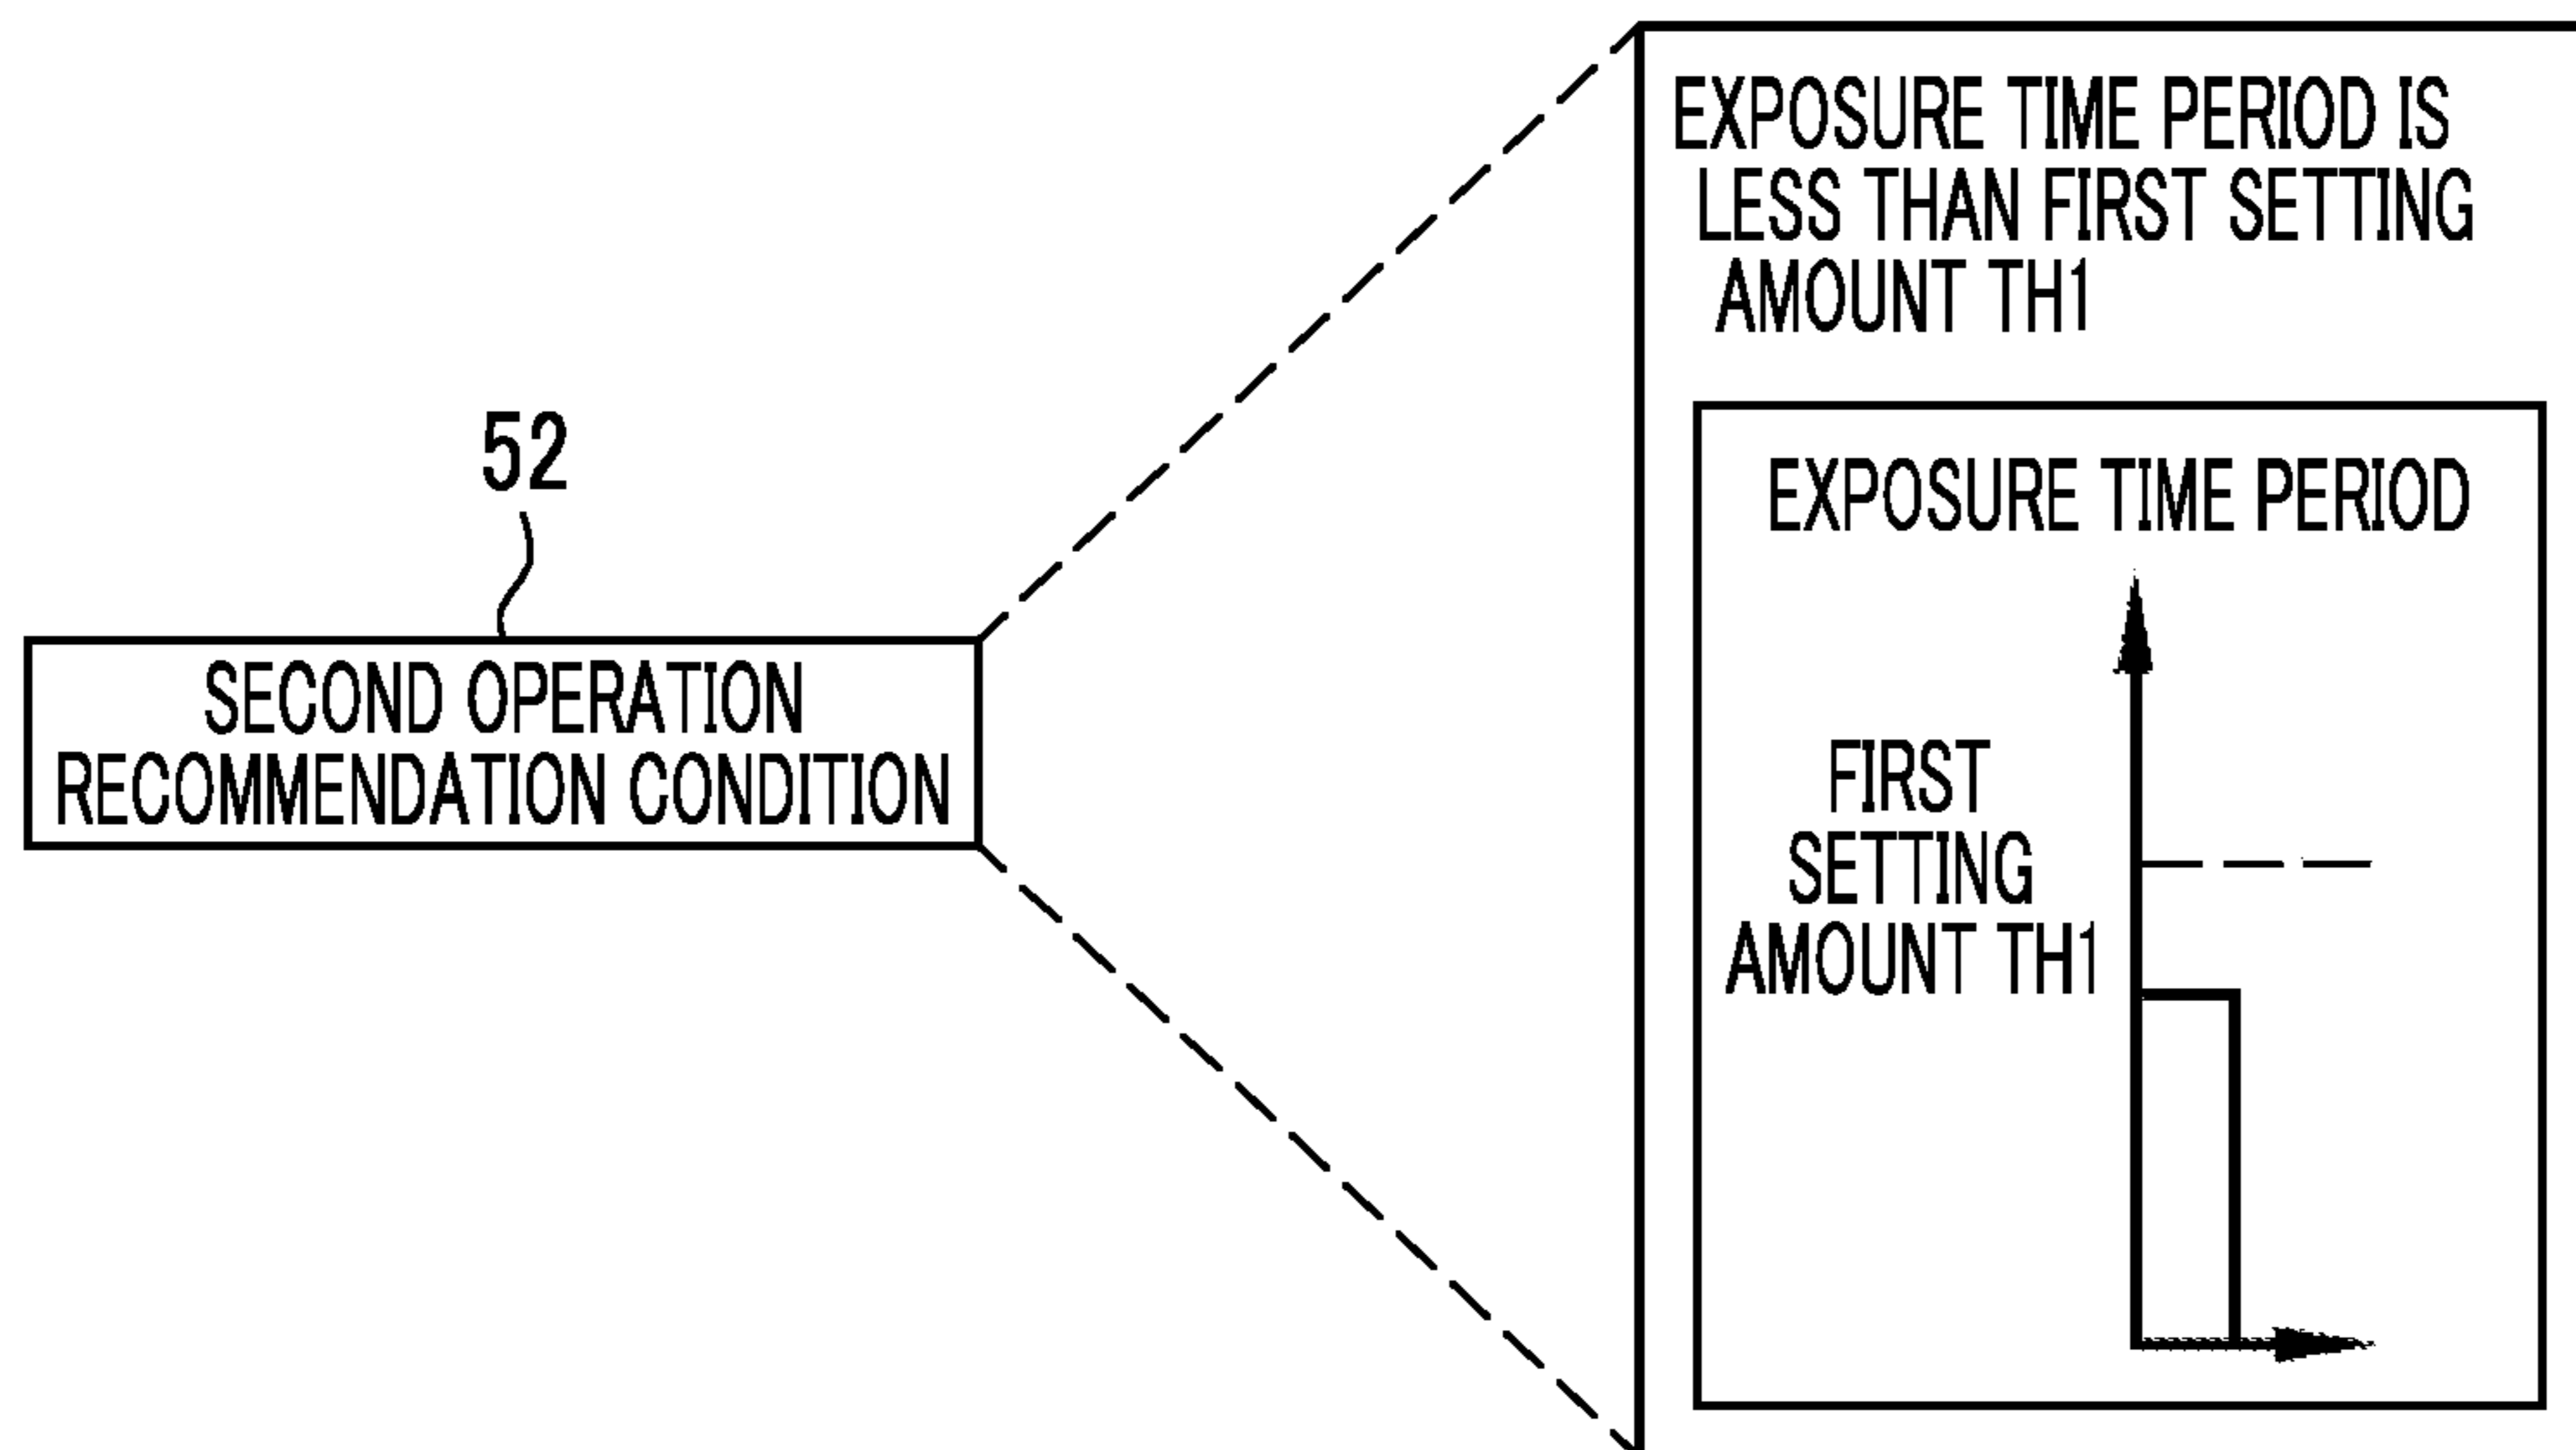 52
SECOND OPERATION
RECOMMENDATION CONDITION
EXPOSURE TIME PERIOD IS
LESS THAN FIRST SETTING
AMOUNT TH1
EXPOSURE TIME PERIOD
FIRST
SETTING
AMOUNT TH1